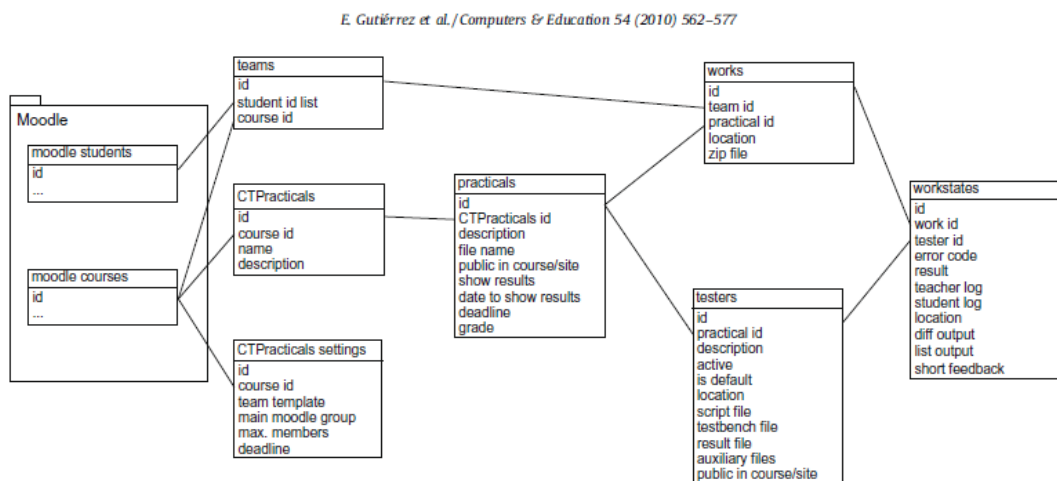 E. Gutiérrez et al./Computers & Education 54 (2010) 562–577
Moodle
moodle students
id
...
moodle courses
id
...
teams
id
student id list
course id
CTPracticals
id
course id
name
description
CTPracticals settings
id
course id
team template
main moodle group
max. members
deadline
practicals
id
CTPracticals id
description
file name
public in course/site
show results
date to show results
deadline
grade
works
id
team id
practical id
location
zip file
testers
id
practical id
description
active
is default
location
script file
testbench file
result file
auxiliary files
public in course/site
workstates
id
work id
tester id
error code
result
teacher log
student log
location
diff output
list output
short feedback